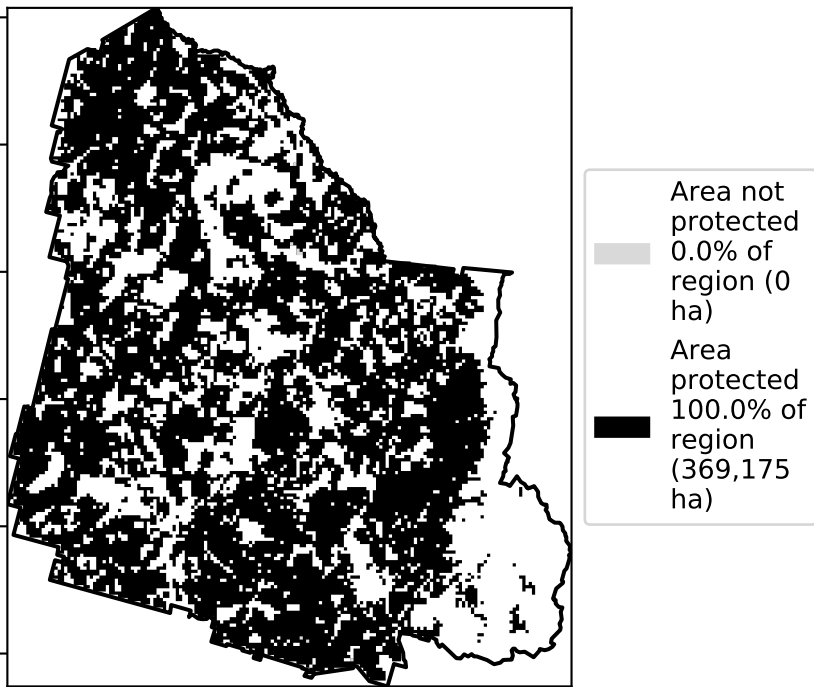 Area not
protected
0.0% of
region (0
ha)
Area
protected
100.0% of
region
(369,175
ha)